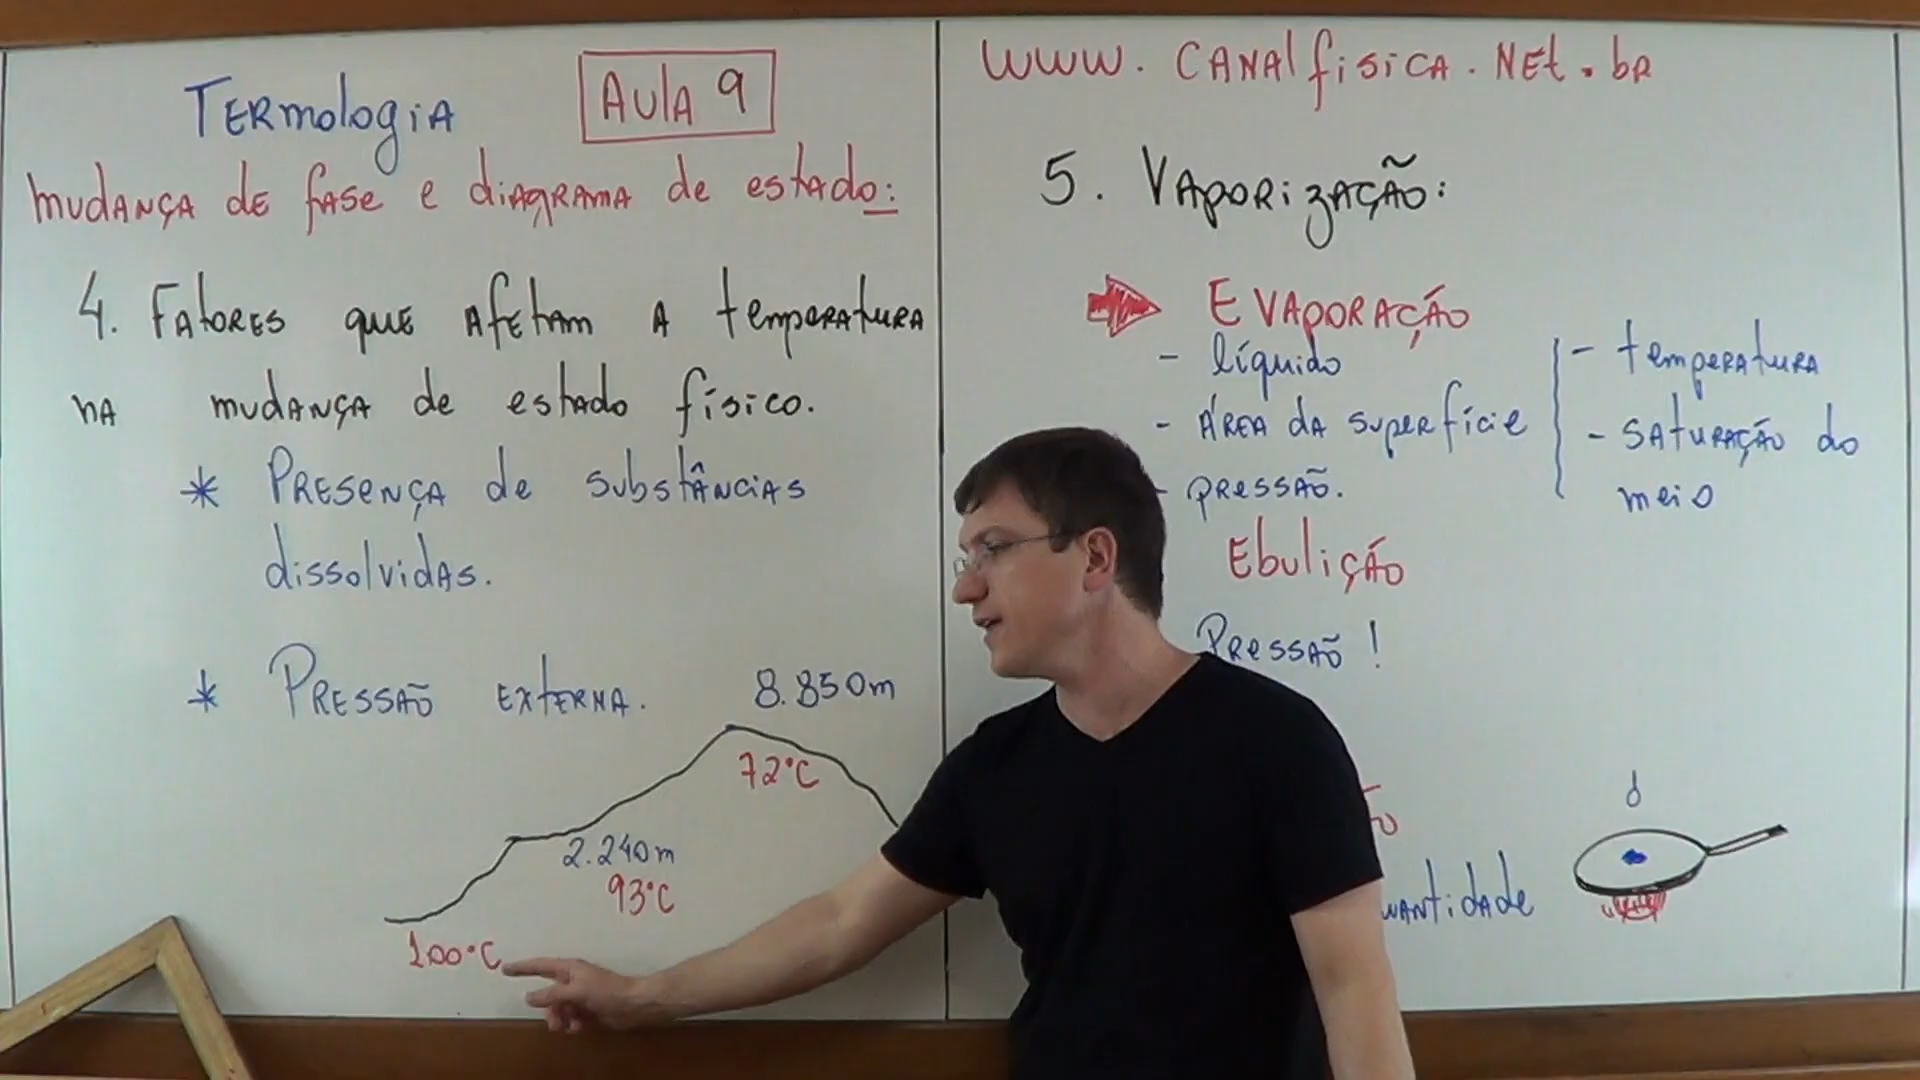 Termologia
Aula 9
mudança de fase e diagrama de estado:
4. Fatores que afetam a temperatura
na mudança de estado físico.
* Presença de substâncias
dissolvidas.
* Pressão externa.
8.850m
72°C
2.240m
93°C
100°C
www.canalfisica.net.br
5. Vaporização:
Evaporação
- líquido
- Área da superfície
- pressão.
- temperatura
- saturação do
meio
Ebulição
Pressão!